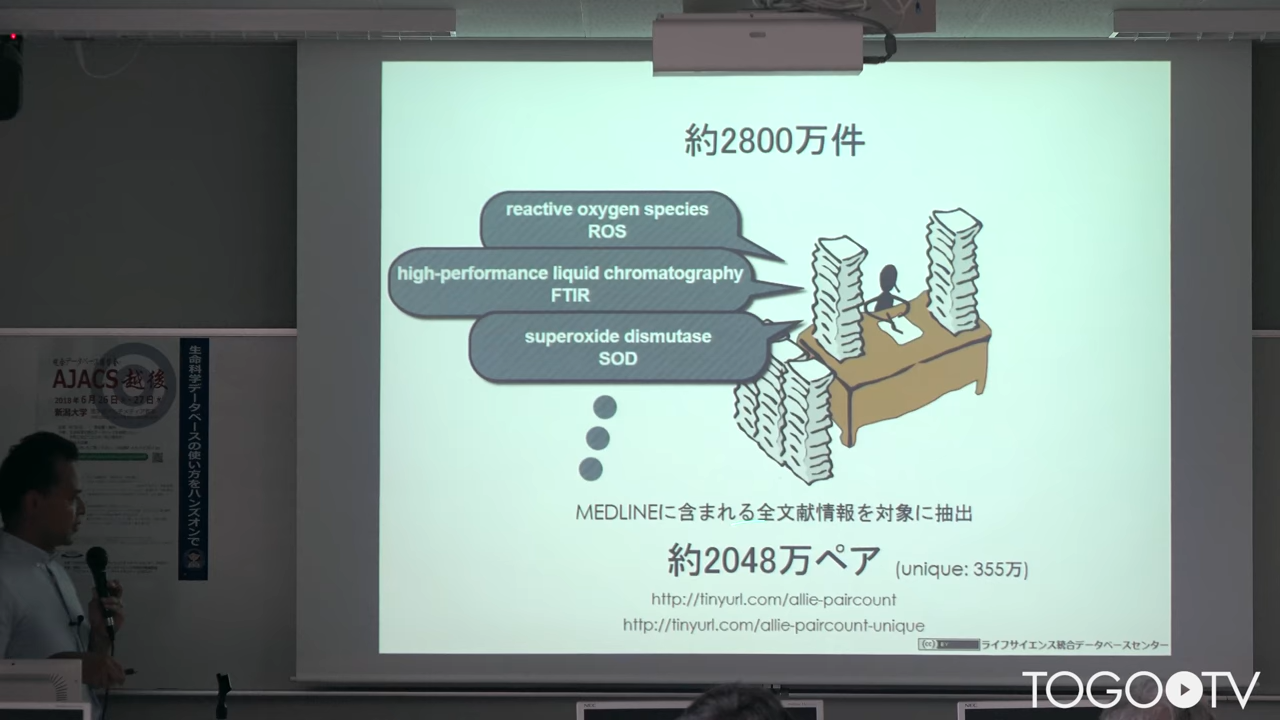 約2800万件
reactive oxygen species
ROS
high-performance liquid chromatography
FTIR
superoxide dismutase
SOD
MEDLINEに含まれる全文献情報を対象に抽出
約2048万ペア (unique: 355万)
http://tinyurl.com/allie-paircount
http://tinyurl.com/allie-paircount-unique
(cc)
ライフサイエンス統合データベースセンター
AJACS 越後
新潟大学
生命科学データベースの使い方をハンズオンで
NEC
NEC
TOGO TV